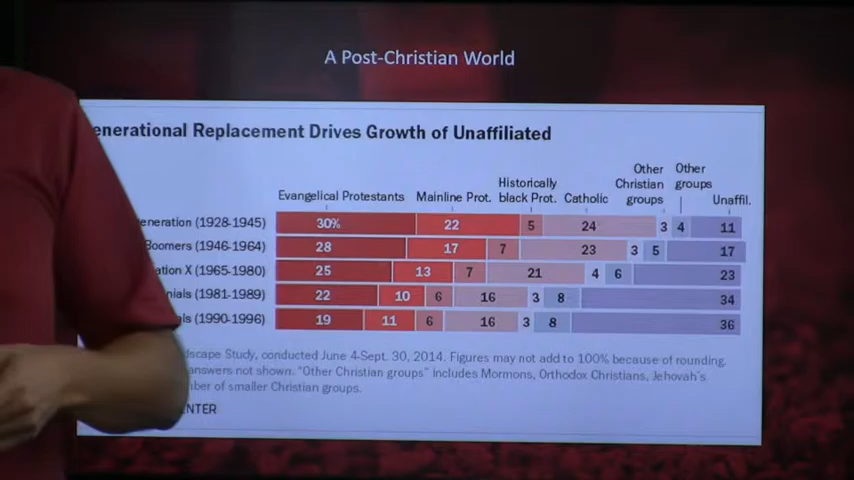 A Post-Christian World
enerational Replacement Drives Growth of Unaffiliated
Evangelical Protestants Mainline Prot. Historically black Prot. Catholic Other Christian groups Other groups Unaffil.
eneration (1928-1945) 30% 22 5 24 3 4 11
Boomers (1946-1964) 28 17 7 23 3 5 17
ation X (1965-1980) 25 13 7 21 4 6 23
nials (1981-1989) 22 10 6 16 3 8 34
ls (1990-1996) 19 11 6 16 3 8 36
dscape Study, conducted June 4-Sept. 30, 2014. Figures may not add to 100% because of rounding.
answers not shown. "Other Christian groups" includes Mormons, Orthodox Christians, Jehovah's
ber of smaller Christian groups.
ENTER